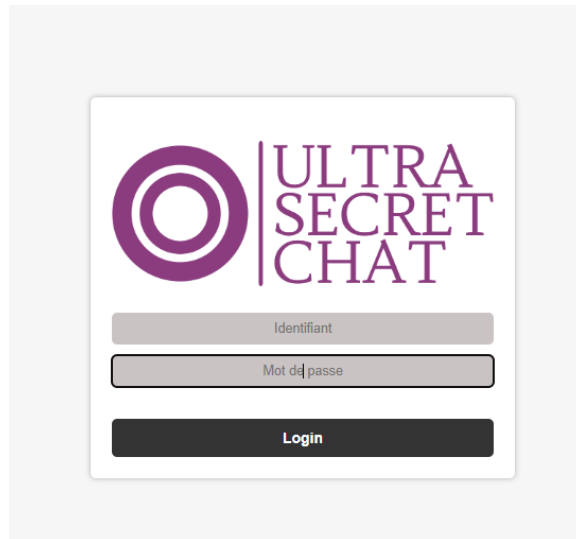 ULTRA
SECRET
CHAT
Identifiant
Mot de passe
Login